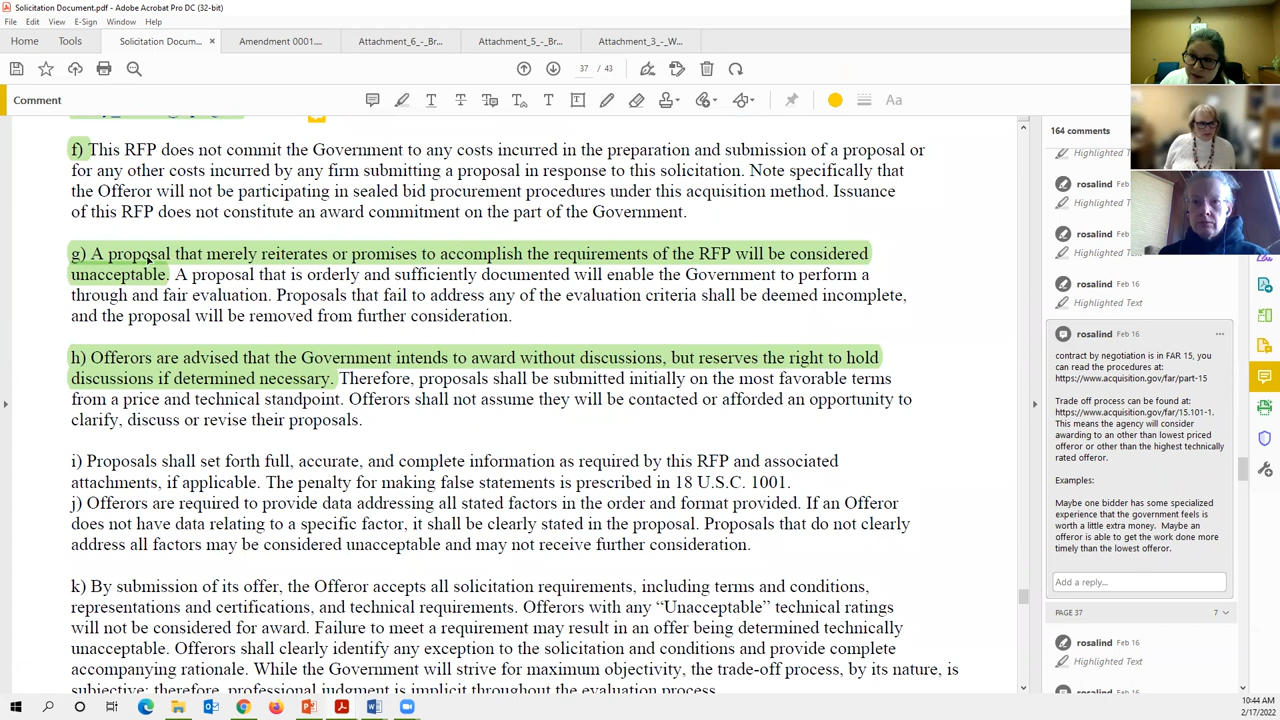 Solicitation Document.pdf - Adobe Acrobat Pro DC (32-bit)
File Edit View E-Sign Window Help
Home Tools Solicitation Docum... × Amendment 0001.... Attachment_6_-_Br... Attachment_5_-_Br... Attachment_3_-_W...
37 / 43
Comment
Aa
f) This RFP does not commit the Government to any costs incurred in the preparation and submission of a proposal or
for any other costs incurred by any firm submitting a proposal in response to this solicitation. Note specifically that
the Offeror will not be participating in sealed bid procurement procedures under this acquisition method. Issuance
of this RFP does not constitute an award commitment on the part of the Government.
g) A proposal that merely reiterates or promises to accomplish the requirements of the RFP will be considered
unacceptable. A proposal that is orderly and sufficiently documented will enable the Government to perform a
through and fair evaluation. Proposals that fail to address any of the evaluation criteria shall be deemed incomplete,
and the proposal will be removed from further consideration.
h) Offerors are advised that the Government intends to award without discussions, but reserves the right to hold
discussions if determined necessary. Therefore, proposals shall be submitted initially on the most favorable terms
from a price and technical standpoint. Offerors shall not assume they will be contacted or afforded an opportunity to
clarify, discuss or revise their proposals.
i) Proposals shall set forth full, accurate, and complete information as required by this RFP and associated
attachments, if applicable. The penalty for making false statements is prescribed in 18 U.S.C. 1001.
j) Offerors are required to provide data addressing all stated factors in the order and format provided. If an Offeror
does not have data relating to a specific factor, it shall be clearly stated in the proposal. Proposals that do not clearly
address all factors may be considered unacceptable and may not receive further consideration.
k) By submission of its offer, the Offeror accepts all solicitation requirements, including terms and conditions,
representations and certifications, and technical requirements. Offerors with any “Unacceptable” technical ratings
will not be considered for award. Failure to meet a requirement may result in an offer being determined technically
unacceptable. Offerors shall clearly identify any exception to the solicitation and conditions and provide complete
accompanying rationale. While the Government will strive for maximum objectivity, the trade-off process, by its nature, is
subjective; therefore, professional judgment is implicit throughout the evaluation process.
164 comments
Highlighted Text
rosalind Feb
Highlighted Text
rosalind Feb
Highlighted Text
rosalind Feb 16
Highlighted Text
rosalind Feb 16
contract by negotiation is in FAR 15, you
can read the procedures at:
https://www.acquisition.gov/far/part-15
Trade off process can be found at:
https://www.acquisition.gov/far/15.101-1.
This means the agency will consider
awarding to an other than lowest priced
offeror or other than the highest technically
rated offeror.
Examples:
Maybe one bidder has some specialized
experience that the government feels is
worth a little extra money. Maybe an
offeror is able to get the work done more
timely than the lowest offeror.
Add a reply...
PAGE 37 7
rosalind Feb 16
Highlighted Text
rosalind Feb 16
10:44 AM
2/17/2022